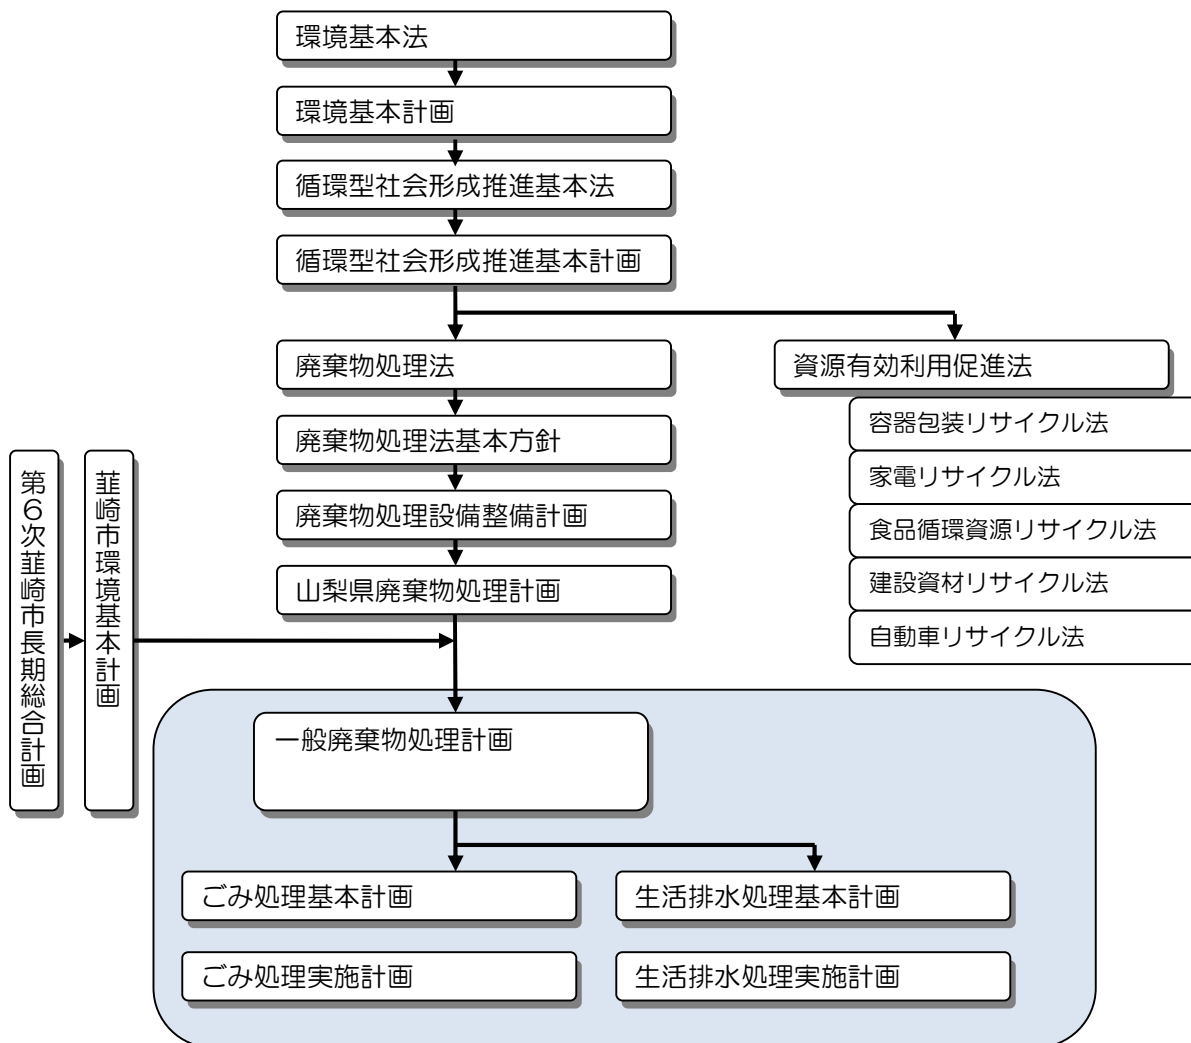 環境基本法
環境基本計画
循環型社会形成推進基本法
循環型社会形成推進基本計画
廃棄物処理法
資源有効利用促進法
廃棄物処理法基本方針
容器包装リサイクル法
家電リサイクル法
食品循環資源リサイクル法
建設資材リサイクル法
自動車リサイクル法
廃棄物処理設備整備計画
山梨県廃棄物処理計画
第6次韮崎市長期総合計画
韮崎市環境基本計画
一般廃棄物処理計画
ごみ処理基本計画
生活排水処理基本計画
ごみ処理実施計画
生活排水処理実施計画